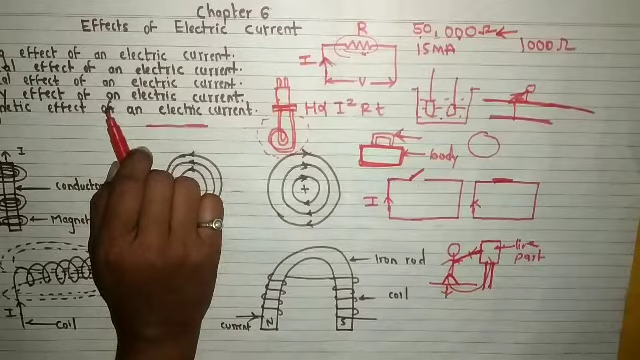 Chapter 6
Effects of Electric Current
effect of an electric current.
effect of an electric current.
effect of an electric current.
effect of an electric current.
effect of an electric current.
R
I
V
50,000Ω
15MA
1000Ω
Hα I²Rt
body
I
I
Magnet
I
coil
+
Iron rod
coil
current
N
S
live
part